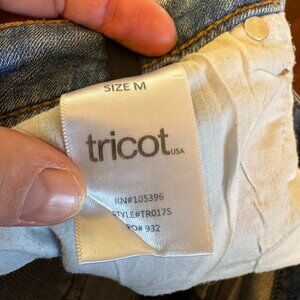 SIZE M
tricot USA
RN#105396
STYLE#TR0175
PO# 932